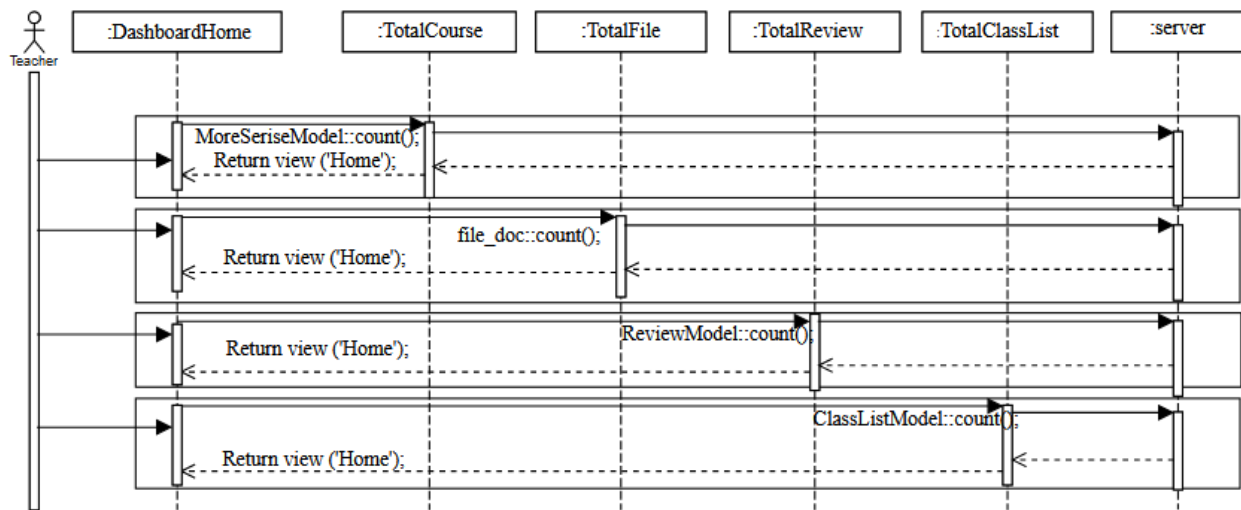 :DashboardHome
:TotalCourse
:TotalFile
:TotalReview
:TotalClassList
:server
Teacher
MoreSeriseModel::count();
Return view ('Home');
file_doc::count();
Return view ('Home');
ReviewModel::count();
Return view ('Home');
ClassListModel::count();
Return view ('Home');